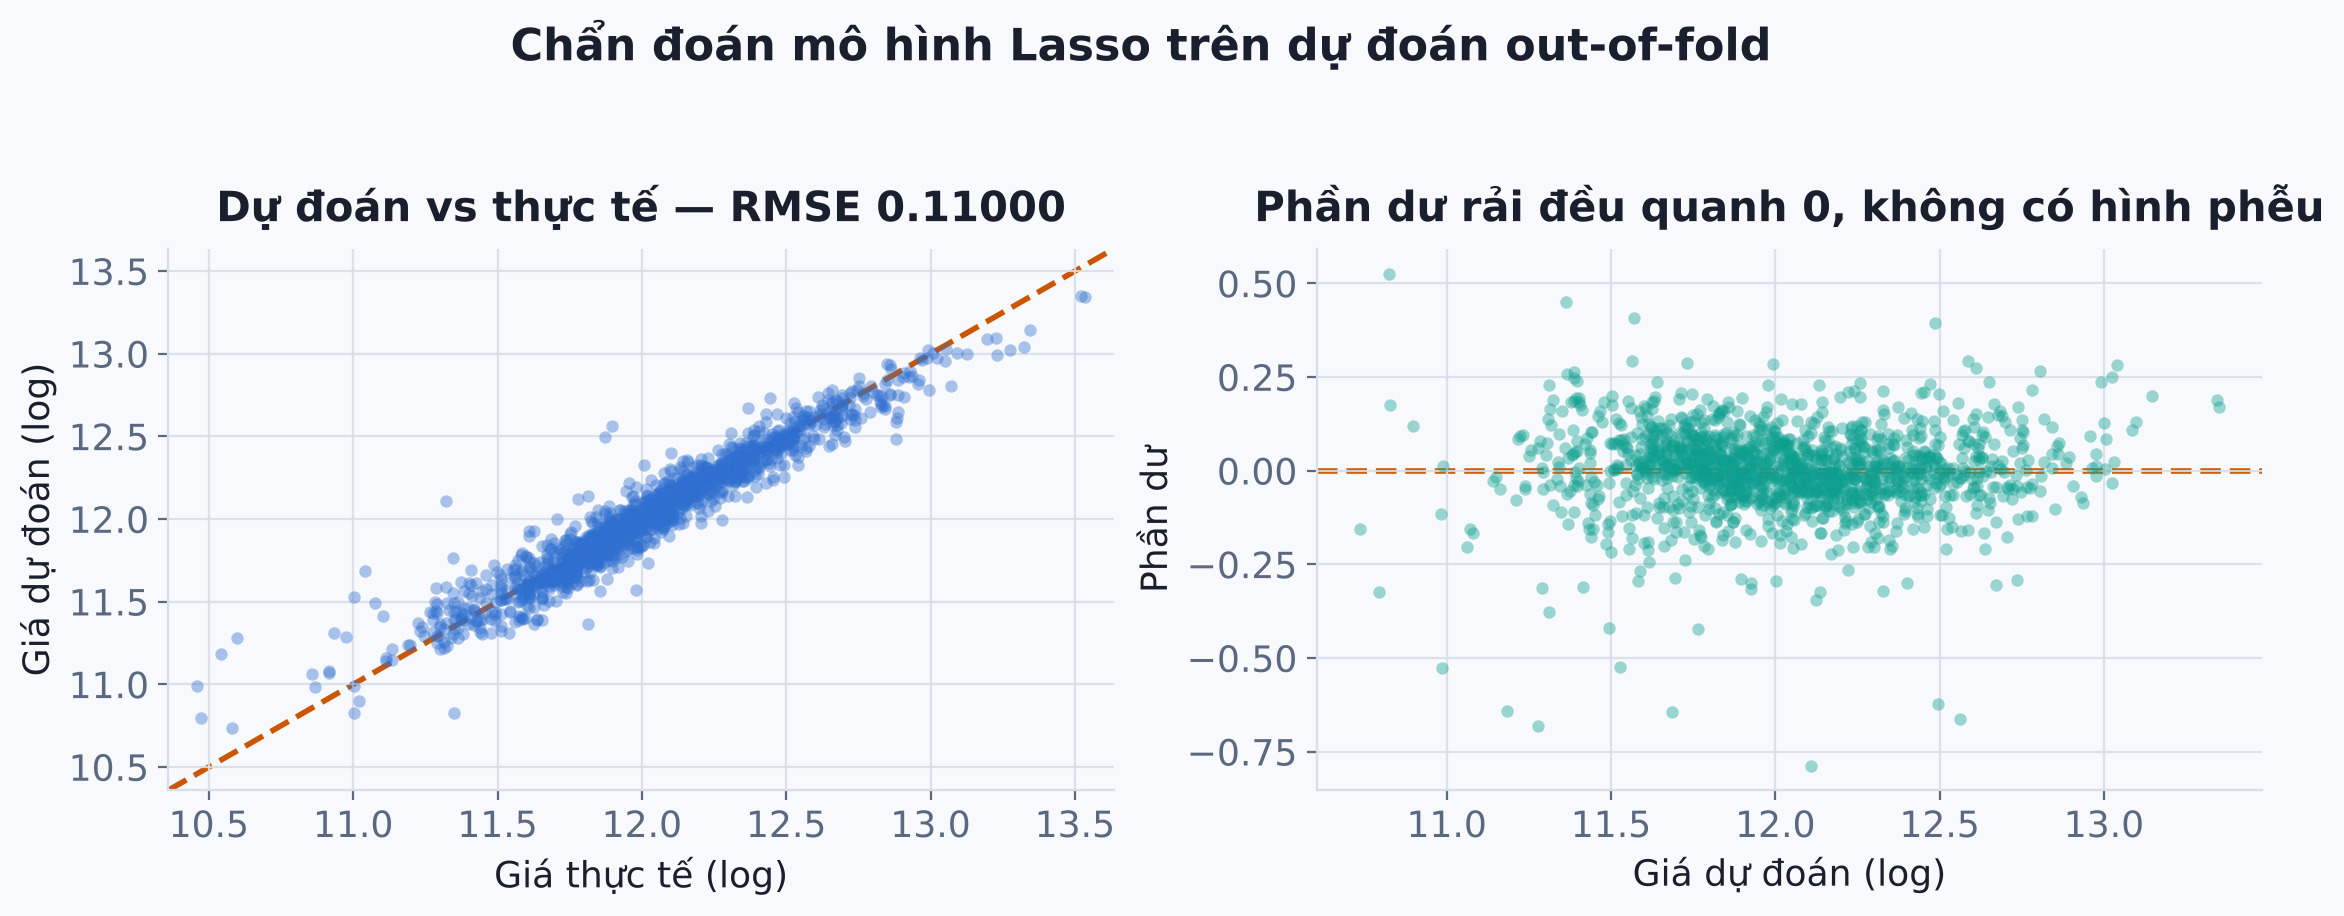 Chẩn đoán mô hình Lasso trên dự đoán out-of-fold
Dự đoán vs thực tế — RMSE 0.11000
Giá dự đoán (log)
13.5
13.0
12.5
12.0
11.5
11.0
10.5
10.5 11.0 11.5 12.0 12.5 13.0 13.5
Giá thực tế (log)
Phần dư rải đều quanh 0, không có hình phễu
Phần dư
0.50
0.25
0.00
−0.25
−0.50
−0.75
11.0 11.5 12.0 12.5 13.0
Giá dự đoán (log)